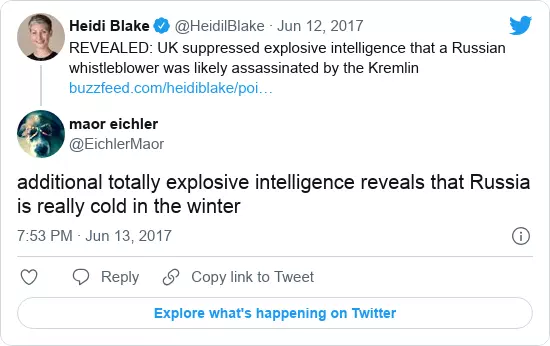 Heidi Blake @HeidilBlake · Jun 12, 2017
REVEALED: UK suppressed explosive intelligence that a Russian
whistleblower was likely assassinated by the Kremlin
buzzfeed.com/heidiblake/poi…
maor eichler
@EichlerMaor
additional totally explosive intelligence reveals that Russia
is really cold in the winter
7:53 PM · Jun 13, 2017
Reply Copy link to Tweet
Explore what's happening on Twitter